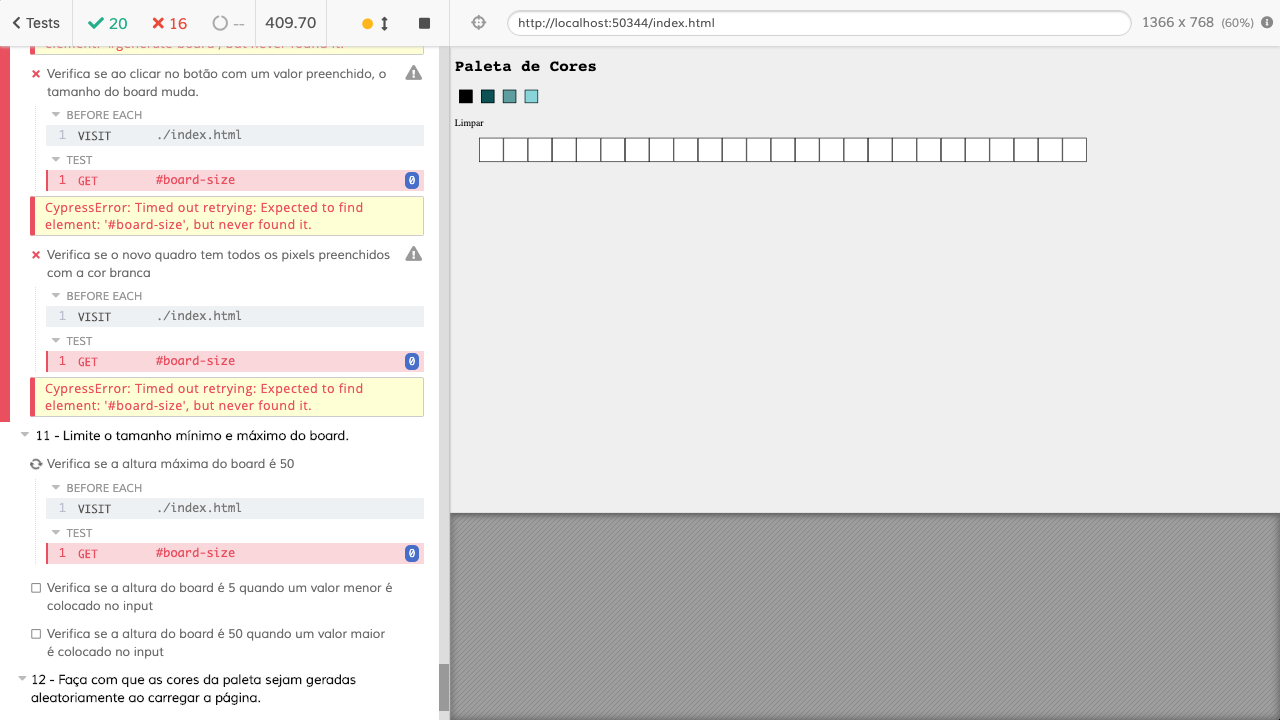 Tests 20 16 -- 409.70 http://localhost:50344/index.html 1366 x 768 (60%)
element: '#generate-board', but never found it.
Verifica se ao clicar no botão com um valor preenchido, o
tamanho do board muda.
BEFORE EACH
1 VISIT ./index.html
TEST
1 GET #board-size 0
CypressError: Timed out retrying: Expected to find
element: '#board-size', but never found it.
Verifica se o novo quadro tem todos os pixels preenchidos
com a cor branca
BEFORE EACH
1 VISIT ./index.html
TEST
1 GET #board-size 0
CypressError: Timed out retrying: Expected to find
element: '#board-size', but never found it.
11 - Limite o tamanho mínimo e máximo do board.
Verifica se a altura máxima do board é 50
BEFORE EACH
1 VISIT ./index.html
TEST
1 GET #board-size 0
Verifica se a altura do board é 5 quando um valor menor é
colocado no input
Verifica se a altura do board é 50 quando um valor maior
é colocado no input
12 - Faça com que as cores da paleta sejam geradas
aleatoriamente ao carregar a página.
Paleta de Cores
Limpar